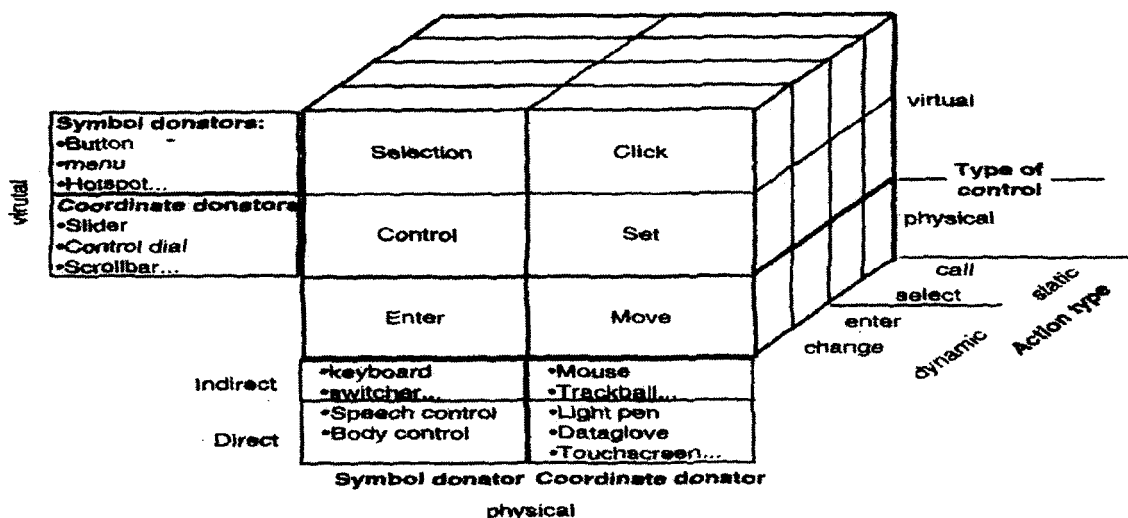 virutal
Symbol donators:
•Button
•menu
•Hotspot...
Coordinate donators
•Slider
•Control dial
•Scrollbar...
Selection
Click
Control
Set
Enter
Move
virtual
Type of
control
physical
call
select
enter
change
static
dynamic
Action type
Indirect
•keyboard
•switcher...
•Mouse
•Trackball...
Direct
•Speech control
•Body control
•Light pen
•Dataglove
•Touchscreen...
Symbol donator Coordinate donator
physical